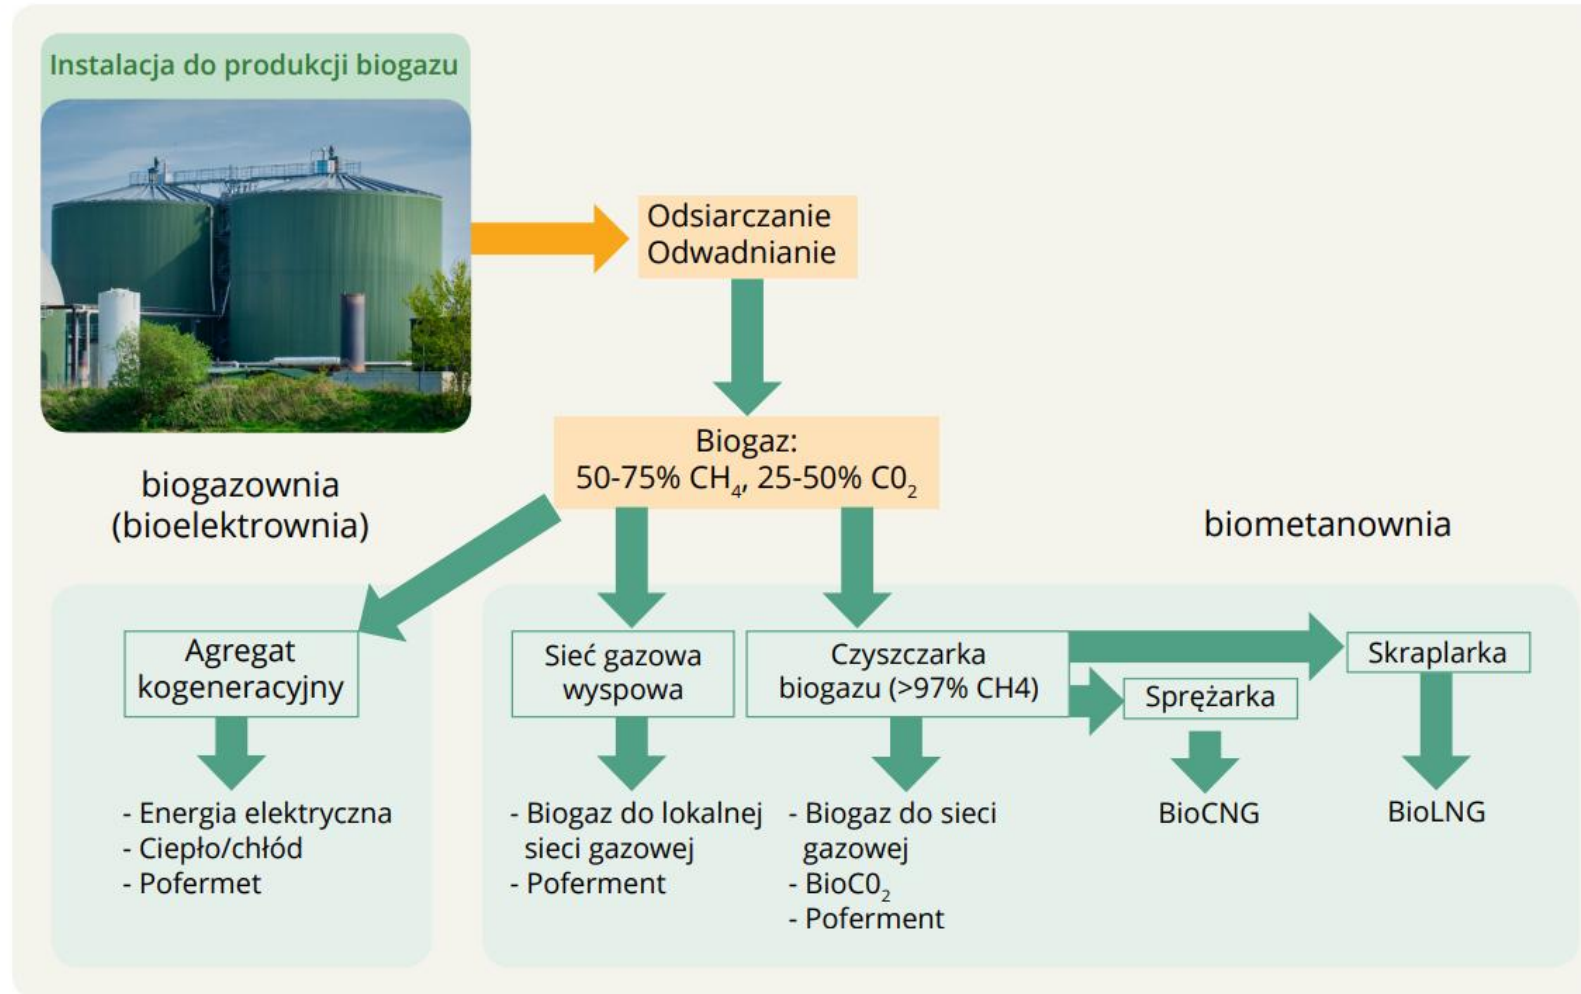 Instalacja do produkcji biogazu
Odsiarczanie
Odwadnianie
Biogaz:
50-75% CH₄, 25-50% C0₂
biogazownia
(bioelektrownia)
biometanownia
Agregat
kogeneracyjny
- Energia elektryczna
- Ciepło/chłód
- Pofermet
Sieć gazowa
wyspowa
- Biogaz do lokalnej
sieci gazowej
- Poferment
Czyszczarka
biogazu (>97% CH4)
- Biogaz do sieci
gazowej
- BioC0₂
- Poferment
Sprężarka
BioCNG
Skraplarka
BioLNG